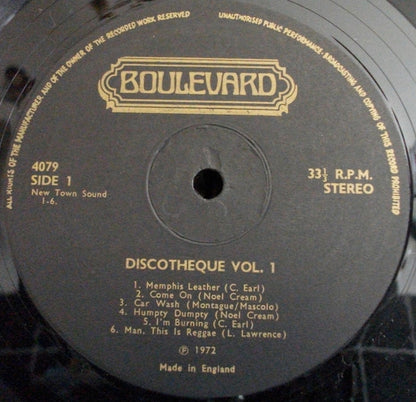 ALL RIGHTS OF THE MANUFACTURER AND OF THE OWNER OF THE RECORDED WORK RESERVED
UNAUTHORISED PUBLIC PERFORMANCE, BROADCASTING AND COPYING OF THIS RECORD PROHIBITED
BOULEVARD
4079
SIDE 1
New Town Sound
1-6.
33⅓ R.P.M.
STEREO
DISCOTHEQUE VOL. 1
1. Memphis Leather (C. Earl)
2. Come On (Noel Cream)
3. Car Wash (Montague/Mascolo)
4. Humpty Dumpty (Noel Cream)
5. I'm Burning (C. Earl)
6. Man, This Is Reggae (L. Lawrence)
℗ 1972
Made in England